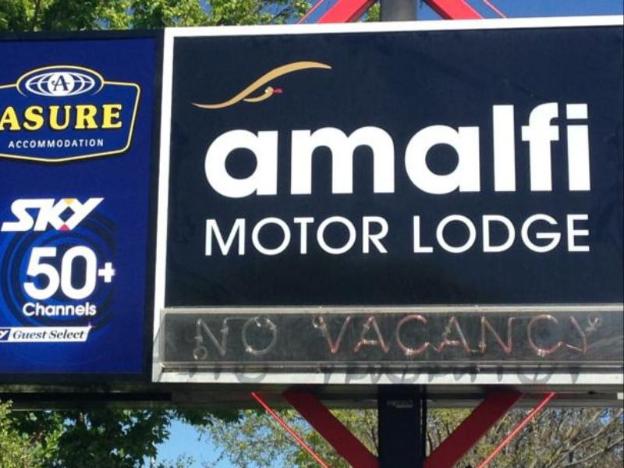 A
ASURE
ACCOMMODATION
SKY
50+
Channels
Guest Select
amalfi
MOTOR LODGE
NO VACANCY